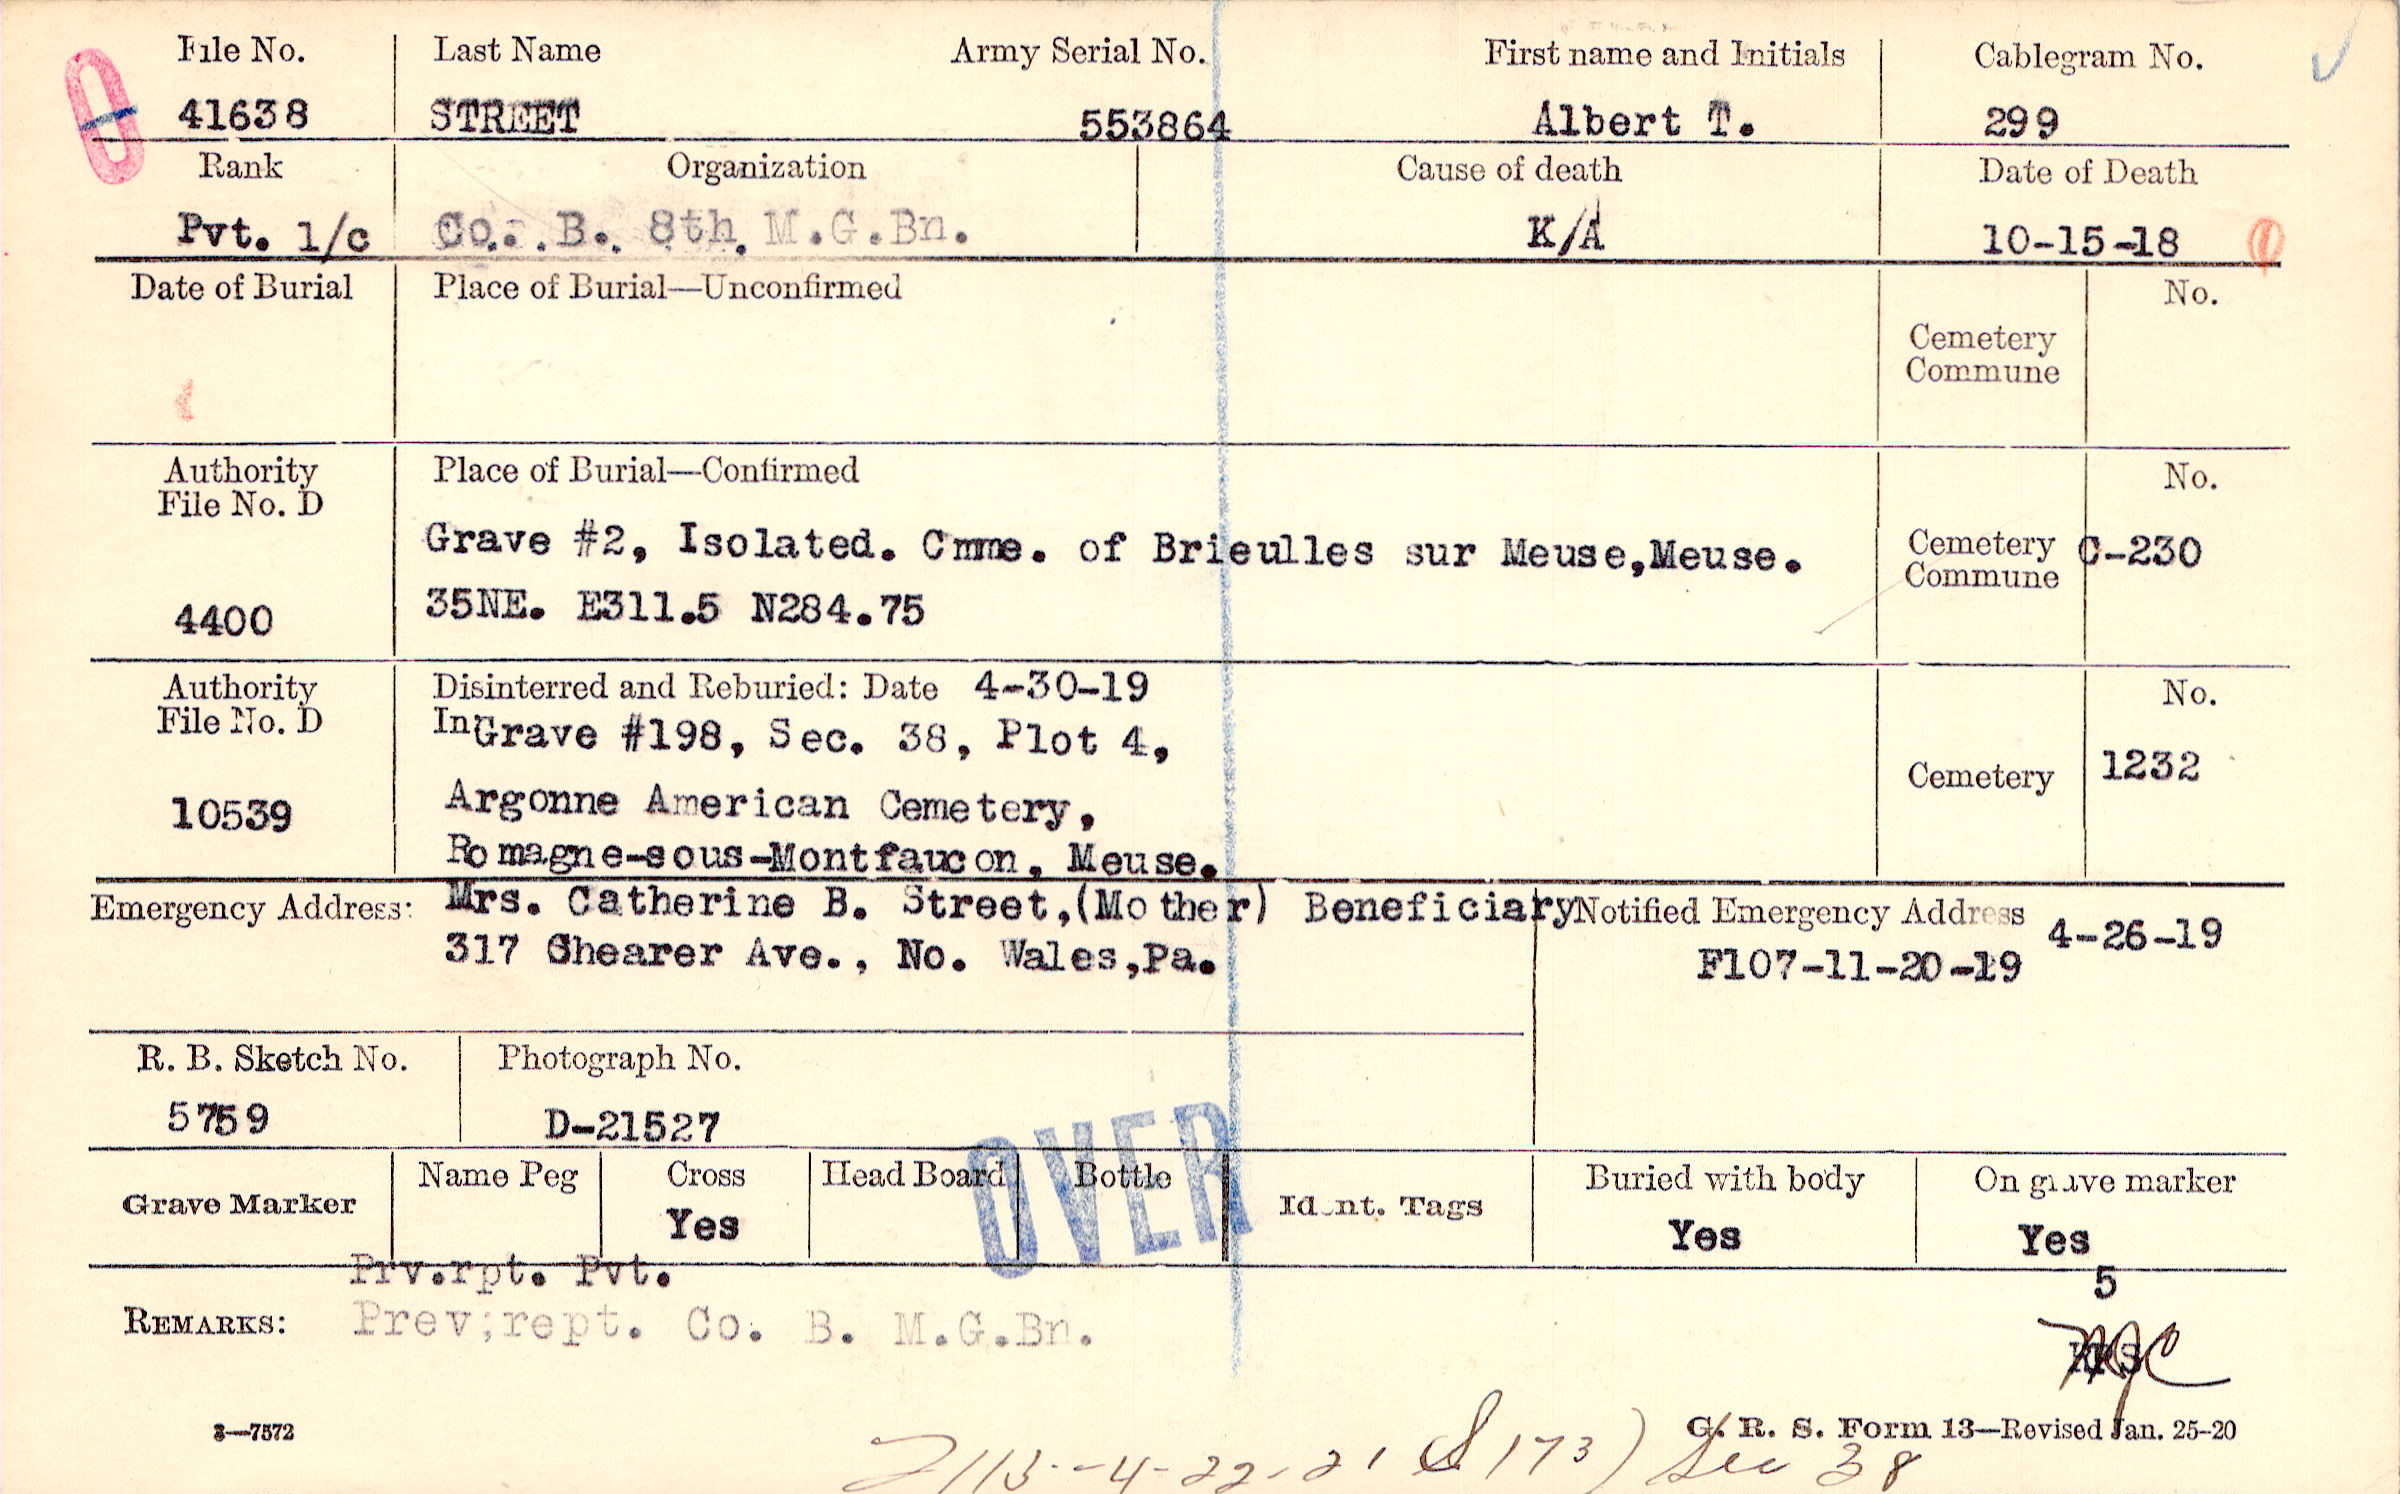 File No. Last Name Army Serial No. First name and Initials Cablegram No.
41638 STREET 553864 Albert T. 299
Rank Organization Cause of death Date of Death
Pvt. 1/c Co. B. 8th. M.G.Bn. K/A 10-15-18
Date of Burial Place of Burial—Unconfirmed No.
Cemetery
Commune
Authority Place of Burial—Confirmed No.
File No. D
Grave #2, Isolated. Cmme. of Brieulles sur Meuse,Meuse. Cemetery C-230
Commune
4400 35NE. E311.5 N284.75
Authority Disinterred and Reburied: Date 4-30-19 No.
File No. D In Grave #198, Sec. 38, Plot 4,
Cemetery 1232
10539 Argonne American Cemetery,
Romagne-sous-Montfaucon, Meuse.
Emergency Address: Mrs. Catherine B. Street,(Mother) Beneficiary Notified Emergency Address 4-26-19
317 Shearer Ave., No. Wales,Pa. F107-11-20-19
R. B. Sketch No. Photograph No.
5759 D-21527
OVER
Grave Marker Name Peg Cross Head Board Bottle Ident. Tags Buried with body On grave marker
Yes Yes Yes
Prv.rpt. Pvt. 5
REMARKS: Prev;rept. Co. B. M.G.Bn.
3—7572 G. R. S. Form 13—Revised Jan. 25-20
4-22-21 S 173) Sec 38